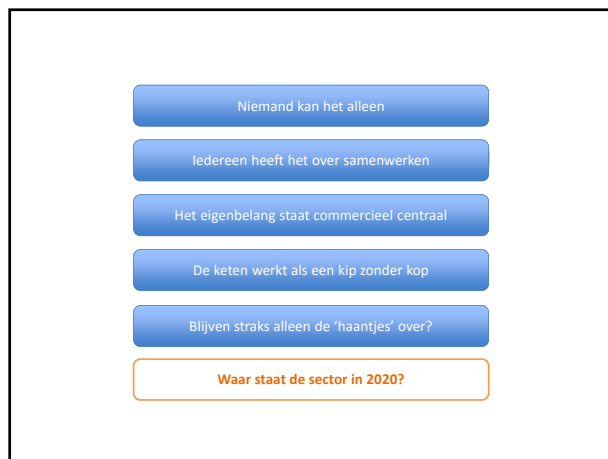 Niemand kan het alleen
Iedereen heeft het over samenwerken
Het eigenbelang staat commercieel centraal
De keten werkt als een kip zonder kop
Blijven straks alleen de ‘haantjes’ over?
Waar staat de sector in 2020?